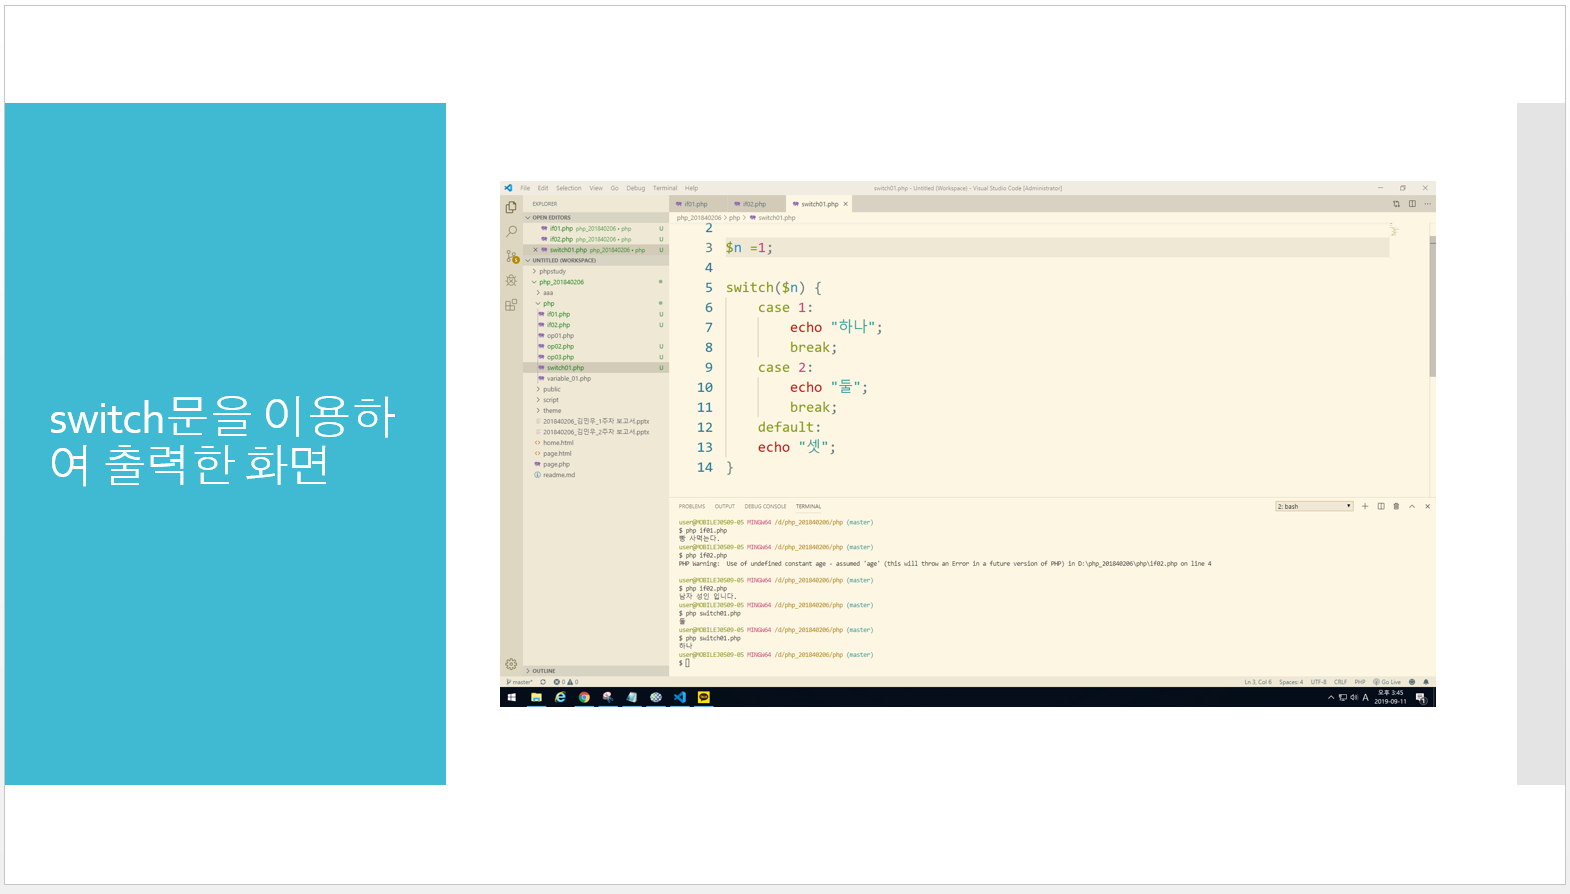 switch문을 이용하
여 출력한 화면
File Edit Selection View Go Debug Terminal Help
switch01.php - Untitled (Workspace) - Visual Studio Code [Administrator]
EXPLORER
OPEN EDITORS
if01.php php_201840206 • php U
if02.php php_201840206 • php U
switch01.php php_201840206 • php U
UNTITLED (WORKSPACE)
phpstudy
php_201840206
aaa
php
if01.php U
if02.php U
op01.php
op02.php U
op03.php U
switch01.php U
variable_01.php
public
script
theme
201840206_김민우_1주차 보고서.pptx
201840206_김민우_2주차 보고서.pptx
home.html
page.html
page.php
readme.md
OUTLINE
if01.php if02.php switch01.php
php_201840206 > php > switch01.php
2
3 $n =1;
4
5 switch($n) {
6 case 1:
7 echo "하나";
8 break;
9 case 2:
10 echo "둘";
11 break;
12 default:
13 echo "셋";
14 }
PROBLEMS OUTPUT DEBUG CONSOLE TERMINAL
2: bash
user@MOBILEJ0509-05 MINGW64 /d/php_201840206/php (master)
$ php if01.php
빵 사먹는다.
user@MOBILEJ0509-05 MINGW64 /d/php_201840206/php (master)
$ php if02.php
PHP Warning:  Use of undefined constant age - assumed 'age' (this will throw an Error in a future version of PHP) in D:\php_201840206\php\if02.php on line 4
user@MOBILEJ0509-05 MINGW64 /d/php_201840206/php (master)
$ php if02.php
남자 성인 입니다.
user@MOBILEJ0509-05 MINGW64 /d/php_201840206/php (master)
$ php switch01.php
둘
user@MOBILEJ0509-05 MINGW64 /d/php_201840206/php (master)
$ php switch01.php
하나
user@MOBILEJ0509-05 MINGW64 /d/php_201840206/php (master)
$
master* 0 0
Ln 3, Col 6 Spaces: 4 UTF-8 CRLF PHP Go Live
A
오후 3:45
2019-09-11